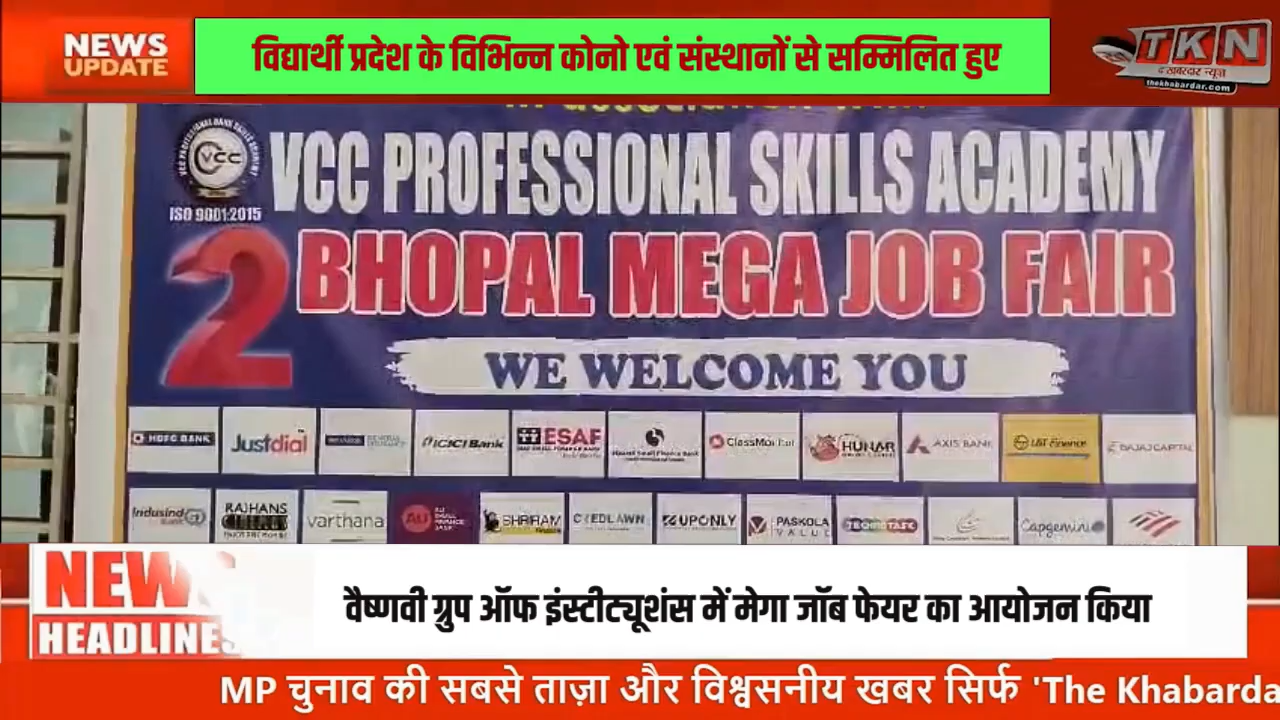 NEWS
UPDATE
विद्यार्थी प्रदेश के विभिन्न कोनो एवं संस्थानों से सम्मिलित हुए
TKN
द खबरदार न्यूज़
thekhabardar.com
VCC
ISO 9001:2015
VCC PROFESSIONAL SKILLS ACADEMY
2
BHOPAL MEGA JOB FAIR
WE WELCOME YOU
HDFC BANK
Justdial
ICICI Bank
ESAF
HUNAR
AXIS BANK
L&T Finance
BAJAJ CAPITAL
IndusInd Bank
RAJHANS
varthana
AU
SHRIRAM
CREDLAWN
UPONLY
PASKOLA
VALUE
TECHNOTASK
Capgemini
NEWS
HEADLINES
वैष्णवी ग्रुप ऑफ इंस्टीट्यूशंस में मेगा जॉब फेयर का आयोजन किया
MP चुनाव की सबसे ताज़ा और विश्वसनीय खबर सिर्फ 'The Khabarda